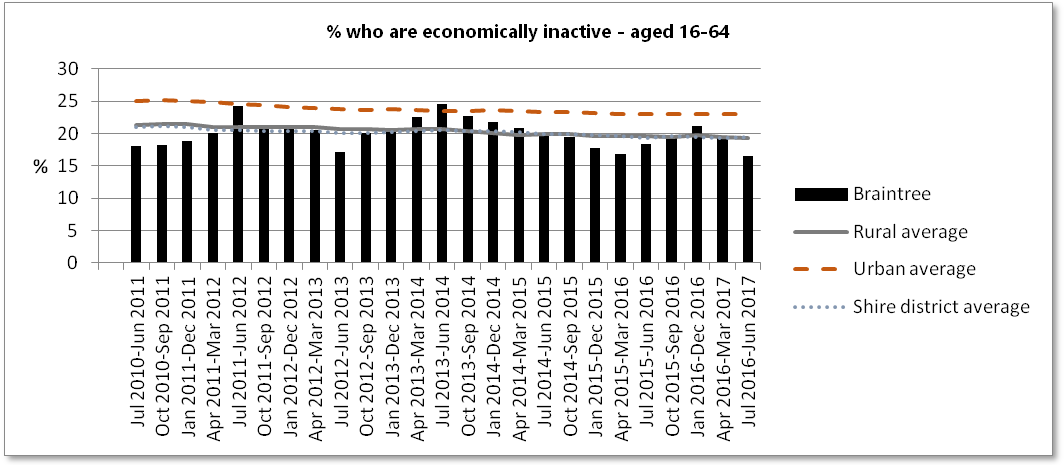 % who are economically inactive - aged 16-64
30
25
20
15
10
5
0
%
Jul 2010-Jun 2011
Oct 2010-Sep 2011
Jan 2011-Dec 2011
Apr 2011-Mar 2012
Jul 2011-Jun 2012
Oct 2011-Sep 2012
Jan 2012-Dec 2012
Apr 2012-Mar 2013
Jul 2012-Jun 2013
Oct 2012-Sep 2013
Jan 2013-Dec 2013
Apr 2013-Mar 2014
Jul 2013-Jun 2014
Oct 2013-Sep 2014
Jan 2014-Dec 2014
Apr 2014-Mar 2015
Jul 2014-Jun 2015
Oct 2014-Sep 2015
Jan 2015-Dec 2015
Apr 2015-Mar 2016
Jul 2015-Jun 2016
Oct 2015-Sep 2016
Jan 2016-Dec 2016
Apr 2016-Mar 2017
Jul 2016-Jun 2017
Braintree
Rural average
Urban average
Shire district average